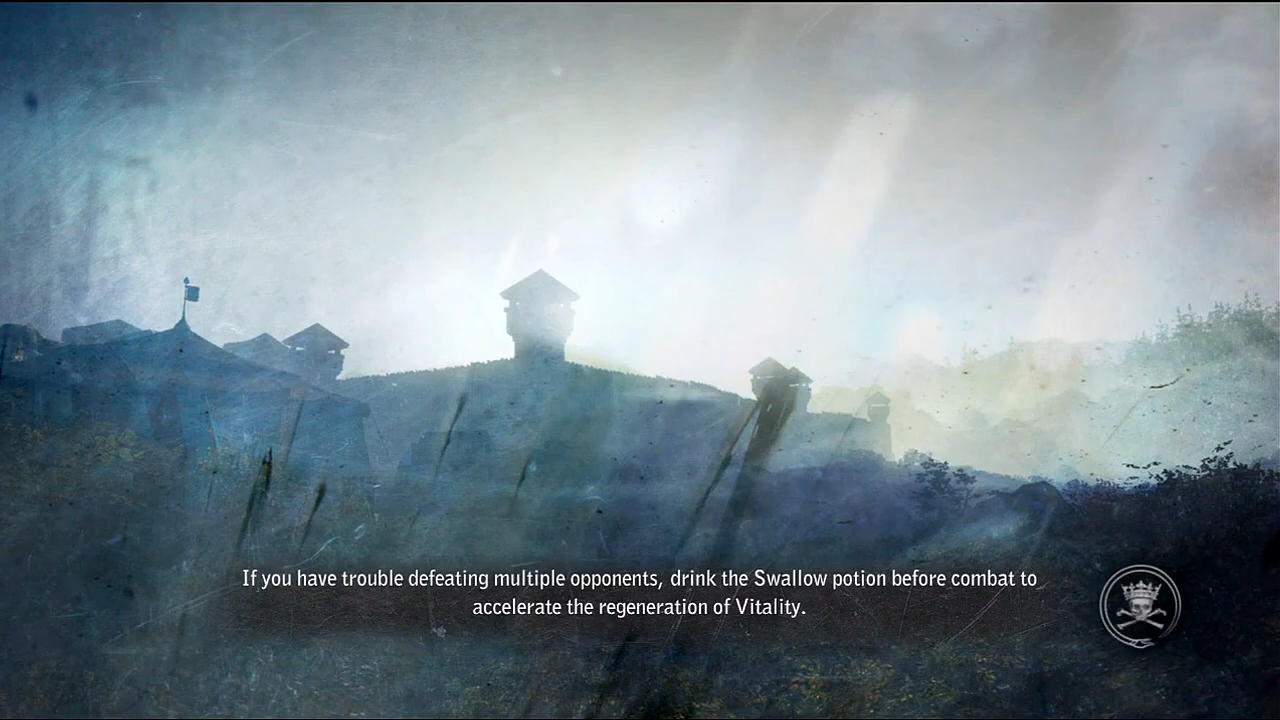 If you have trouble defeating multiple opponents, drink the Swallow potion before combat to
accelerate the regeneration of Vitality.